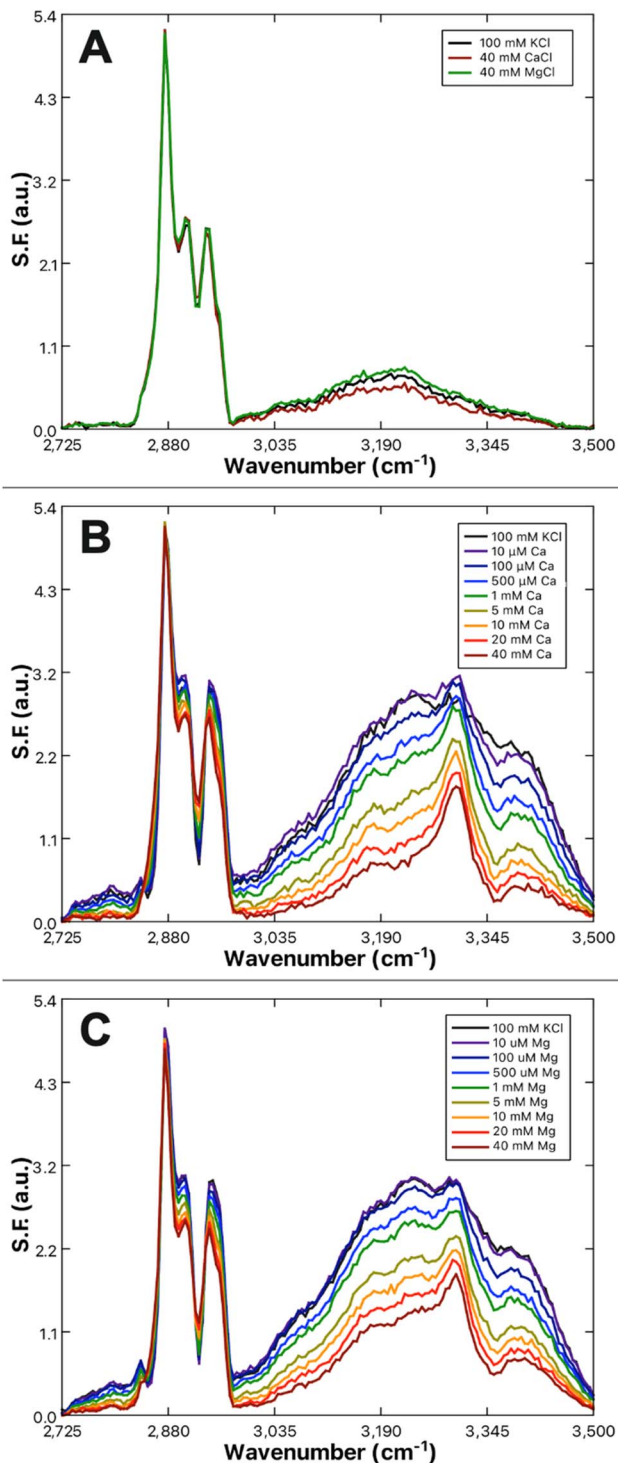 A
100 mM KCl
40 mM CaCl
40 mM MgCl
5.4
4.3
3.2
2.1
1.1
0.0
S.F. (a.u.)
2,725 2,880 3,035 3,190 3,345 3,500
Wavenumber (cm⁻¹)
B
100 mM KCl
10 µM Ca
100 µM Ca
500 µM Ca
1 mM Ca
5 mM Ca
10 mM Ca
20 mM Ca
40 mM Ca
5.4
4.3
3.2
2.2
1.1
0.0
S.F. (a.u.)
2,725 2,880 3,035 3,190 3,345 3,500
Wavenumber (cm⁻¹)
C
100 mM KCl
10 uM Mg
100 uM Mg
500 uM Mg
1 mM Mg
5 mM Mg
10 mM Mg
20 mM Mg
40 mM Mg
5.4
4.3
3.2
2.2
1.1
0.0
S.F. (a.u.)
2,725 2,880 3,035 3,190 3,345 3,500
Wavenumber (cm⁻¹)